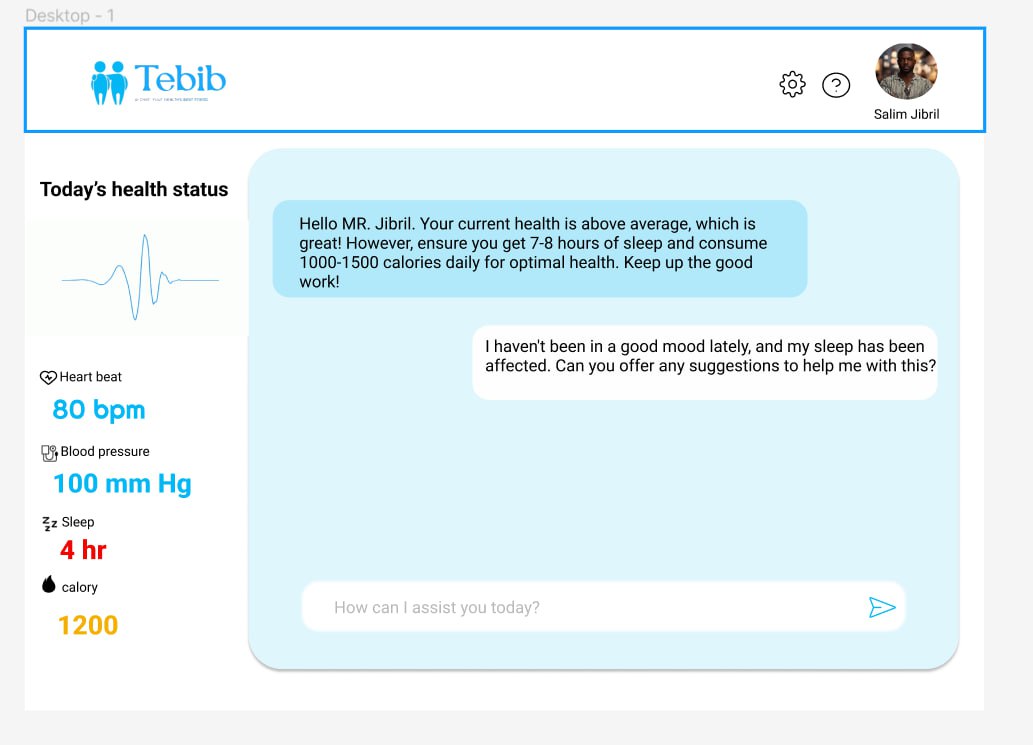 Desktop - 1
Tebib
Salim Jibril
Today’s health status
Heart beat
80 bpm
Blood pressure
100 mm Hg
Sleep
4 hr
calory
1200
Hello MR. Jibril. Your current health is above average, which is
great! However, ensure you get 7-8 hours of sleep and consume
1000-1500 calories daily for optimal health. Keep up the good
work!
I haven't been in a good mood lately, and my sleep has been
affected. Can you offer any suggestions to help me with this?
How can I assist you today?